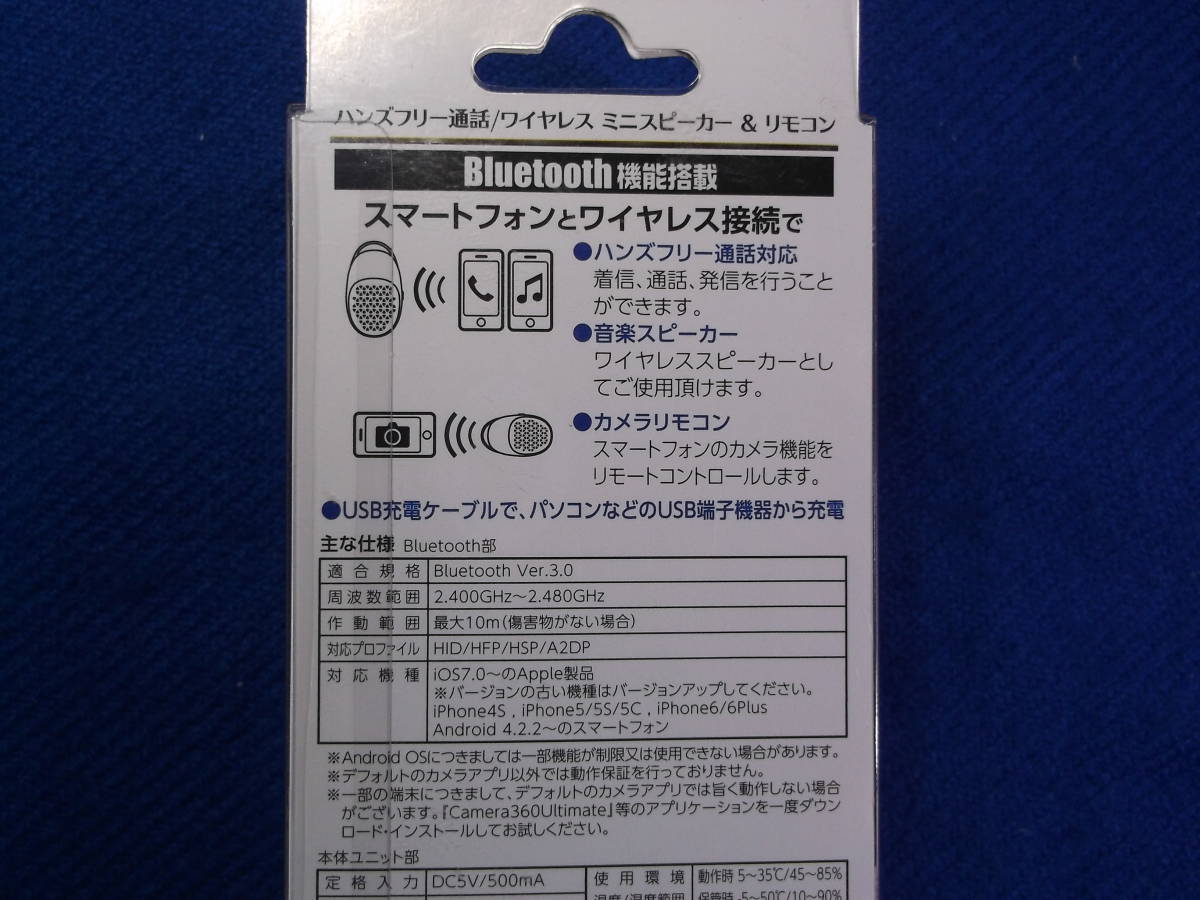 ハンズフリー通話/ワイヤレス ミニスピーカー & リモコン
Bluetooth 機能搭載
スマートフォンとワイヤレス接続で
●ハンズフリー通話対応
着信、通話、発信を行うこと
ができます。
●音楽スピーカー
ワイヤレススピーカーとし
てご使用頂けます。
●カメラリモコン
スマートフォンのカメラ機能を
リモートコントロールします。
●USB充電ケーブルで、パソコンなどのUSB端子機器から充電
主な仕様 Bluetooth部
適合規格 Bluetooth Ver.3.0
周波数範囲 2.400GHz～2.480GHz
作動範囲 最大10m(傷害物がない場合)
対応プロファイル HID/HFP/HSP/A2DP
対応機種 iOS7.0～のApple製品
※バージョンの古い機種はバージョンアップしてください。
iPhone4S , iPhone5/5S/5C , iPhone6/6Plus
Android 4.2.2～のスマートフォン
※Android OSにつきましては一部機能が制限又は使用できない場合があります。
※デフォルトのカメラアプリ以外では動作保証を行っておりません。
※一部の端末につきまして、デフォルトのカメラアプリでは旨く動作しない場合
がございます。『Camera360Ultimate』等のアプリケーションを一度ダウン
ロード・インストールしてお試しください。
本体ユニット部
定格入力 DC5V/500mA 使用環境 動作時 5～35℃/45～85%
温度/湿度範囲 保管時 -5～50℃/10～90%